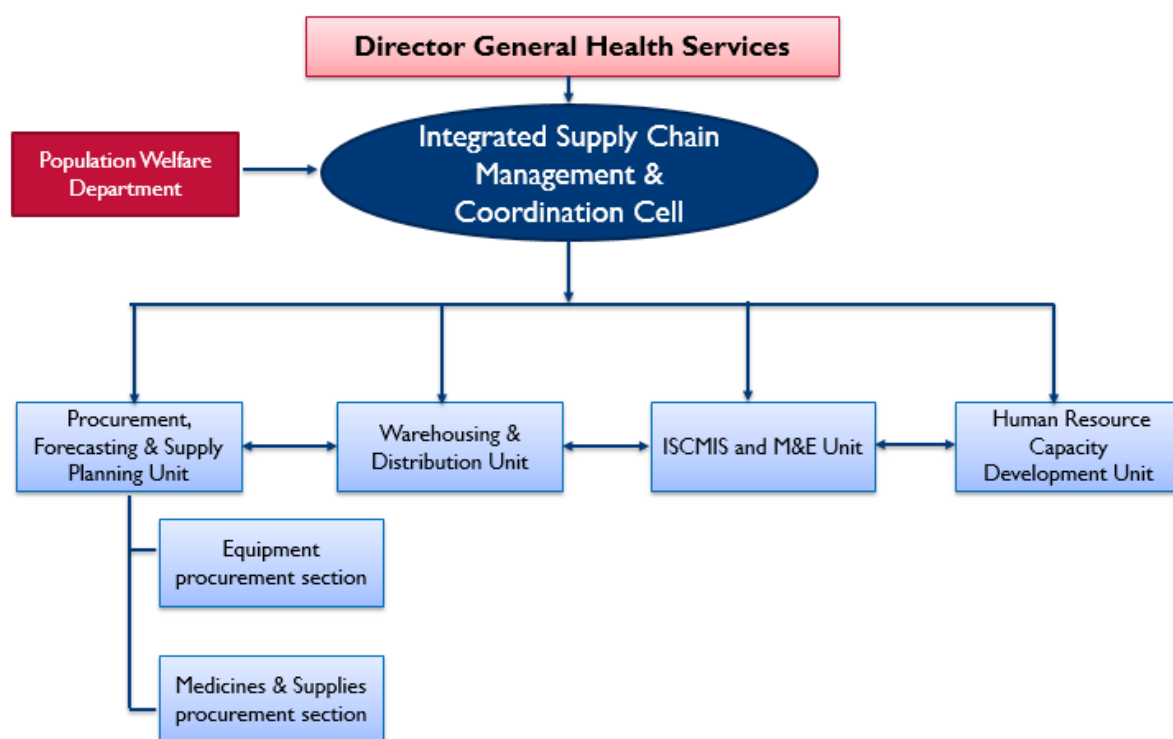 Director General Health Services
Integrated Supply Chain
Management &
Coordination Cell
Population Welfare
Department
Procurement,
Forecasting & Supply
Planning Unit
Warehousing &
Distribution Unit
ISCMIS and M&E Unit
Human Resource
Capacity
Development Unit
Equipment
procurement section
Medicines & Supplies
procurement section